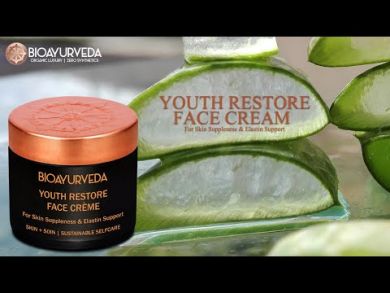 BIOAYURVEDA
ORGANIC LUXURY | ZERO SYNTHETICS
YOUTH RESTORE
FACE CREAM
For Skin Suppleness & Elastin Support
BIOAYURVEDA
YOUTH RESTORE
FACE CRÈME
For Skin Suppleness & Elastin Support
SKIN + SOIN | SUSTAINABLE SELFCARE